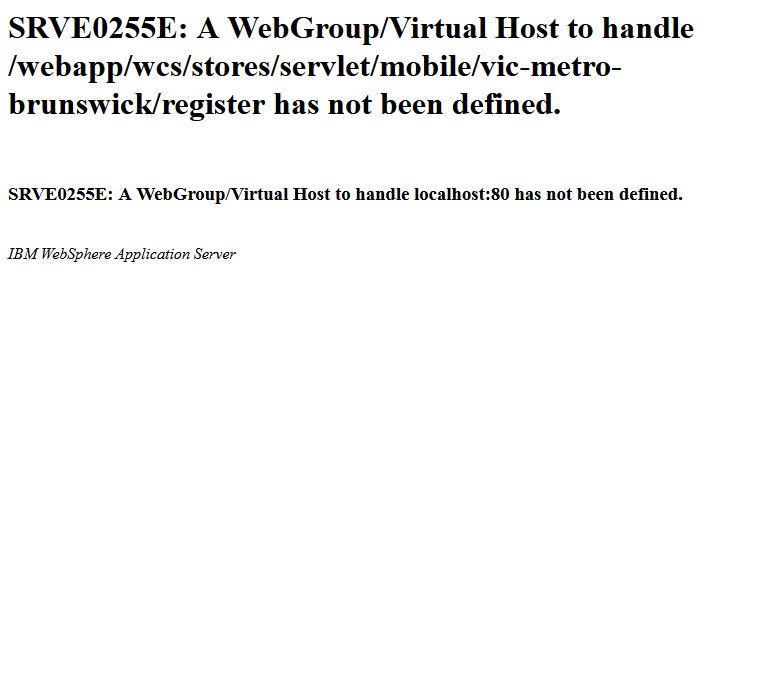 SRVE0255E: A WebGroup/Virtual Host to handle
/webapp/wcs/stores/servlet/mobile/vic-metro-
brunswick/register has not been defined.
SRVE0255E: A WebGroup/Virtual Host to handle localhost:80 has not been defined.
IBM WebSphere Application Server